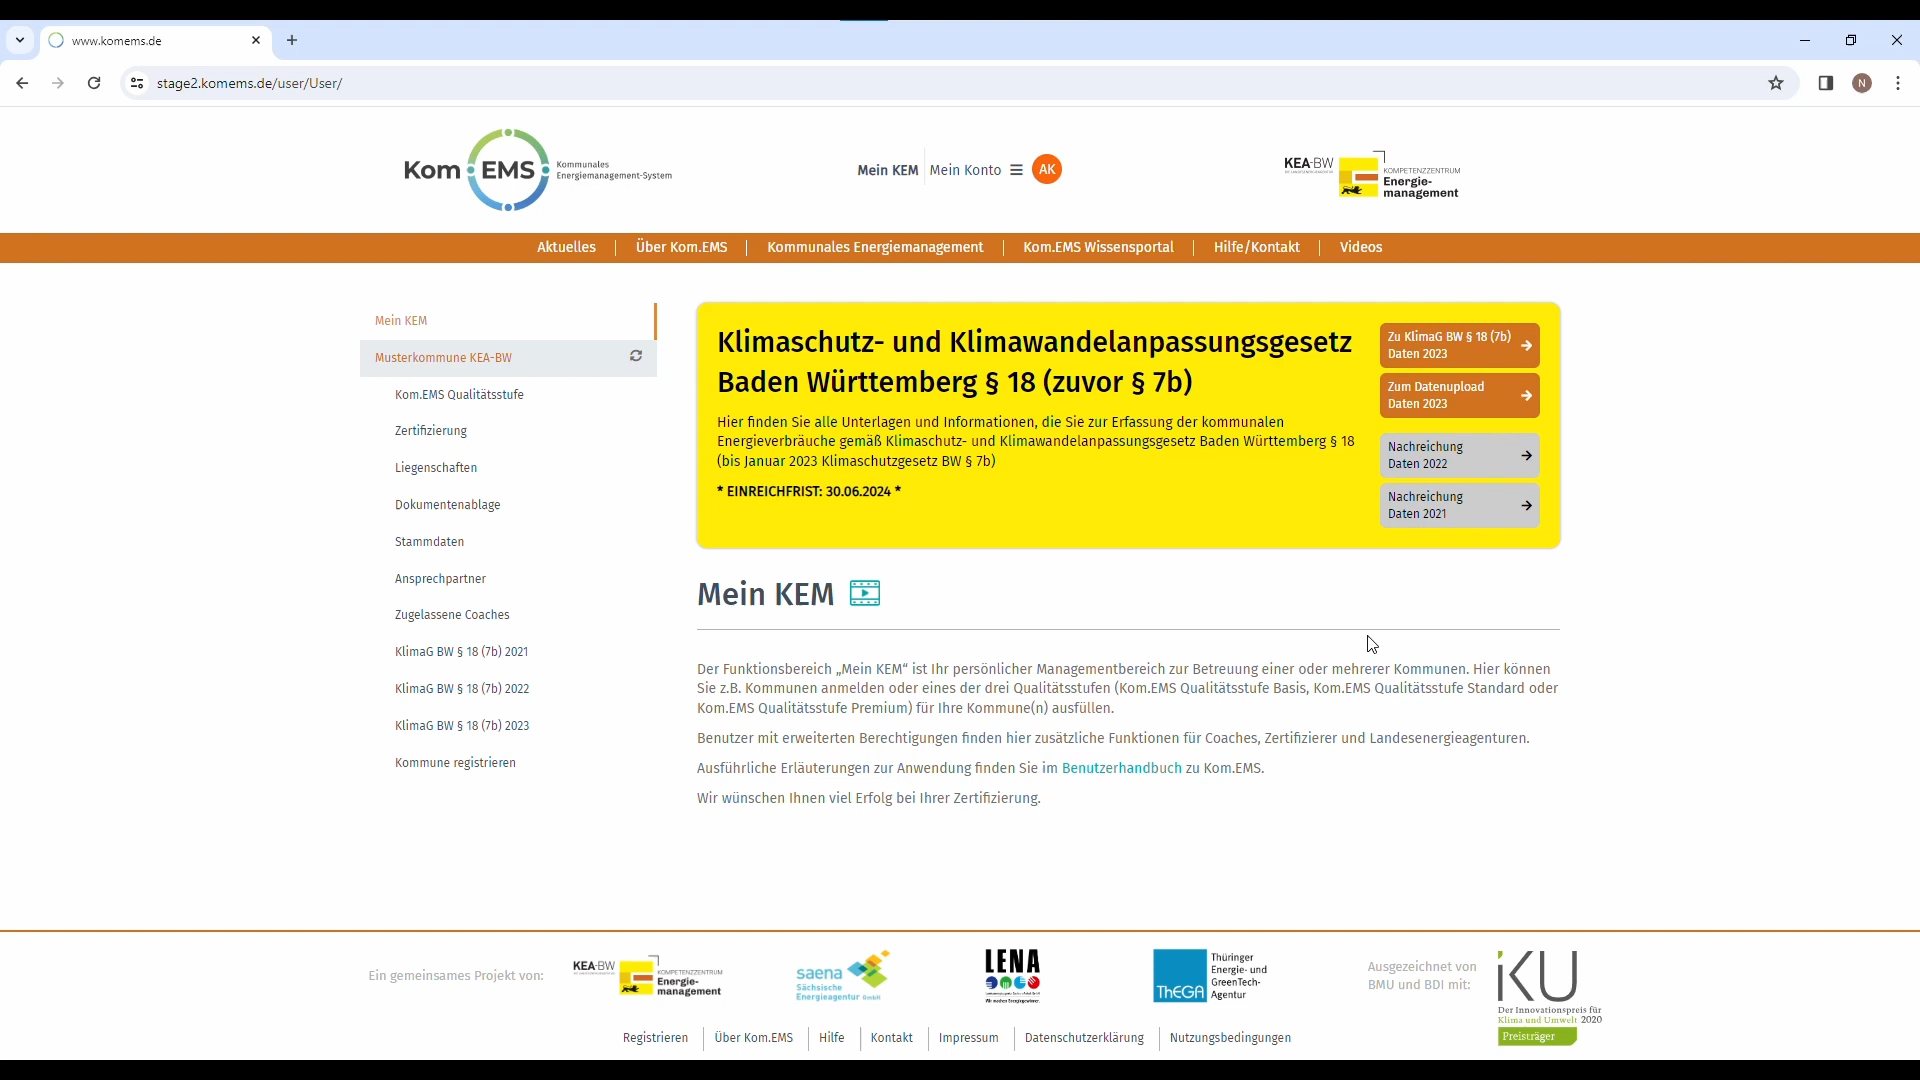 www.komems.de
stage2.komems.de/user/User/
N
Kom EMS
Kommunales
Energiemanagement-System
Mein KEM
Mein Konto
AK
KEA-BW
KOMPETENZZENTRUM
Energie-
management
Aktuelles
Über Kom.EMS
Kommunales Energiemanagement
Kom.EMS Wissensportal
Hilfe/Kontakt
Videos
Mein KEM
Musterkommune KEA-BW
Kom.EMS Qualitätsstufe
Zertifizierung
Liegenschaften
Dokumentenablage
Stammdaten
Ansprechpartner
Zugelassene Coaches
KlimaG BW § 18 (7b) 2021
KlimaG BW § 18 (7b) 2022
KlimaG BW § 18 (7b) 2023
Kommune registrieren
Klimaschutz- und Klimawandelanpassungsgesetz
Baden Württemberg § 18 (zuvor § 7b)
Hier finden Sie alle Unterlagen und Informationen, die Sie zur Erfassung der kommunalen
Energieverbräuche gemäß Klimaschutz- und Klimawandelanpassungsgesetz Baden Württemberg § 18
(bis Januar 2023 Klimaschutzgesetz BW § 7b)
* EINREICHFRIST: 30.06.2024 *
Zu KlimaG BW § 18 (7b)
Daten 2023
Zum Datenupload
Daten 2023
Nachreichung
Daten 2022
Nachreichung
Daten 2021
Mein KEM
Der Funktionsbereich „Mein KEM“ ist Ihr persönlicher Managementbereich zur Betreuung einer oder mehrerer Kommunen. Hier können
Sie z.B. Kommunen anmelden oder eines der drei Qualitätsstufen (Kom.EMS Qualitätsstufe Basis, Kom.EMS Qualitätsstufe Standard oder
Kom.EMS Qualitätsstufe Premium) für Ihre Kommune(n) ausfüllen.
Benutzer mit erweiterten Berechtigungen finden hier zusätzliche Funktionen für Coaches, Zertifizierer und Landesenergieagenturen.
Ausführliche Erläuterungen zur Anwendung finden Sie im Benutzerhandbuch zu Kom.EMS.
Wir wünschen Ihnen viel Erfolg bei Ihrer Zertifizierung.
Ein gemeinsames Projekt von:
KEA-BW
KOMPETENZZENTRUM
Energie-
management
saena
Sächsische
Energieagentur GmbH
LENA
Wir machen Energiegewinner.
ThEGA
Thüringer
Energie- und
GreenTech-
Agentur
Ausgezeichnet von
BMU und BDI mit:
iKU
Der Innovationspreis für
Klima und Umwelt 2020
Preisträger
Registrieren
Über Kom.EMS
Hilfe
Kontakt
Impressum
Datenschutzerklärung
Nutzungsbedingungen